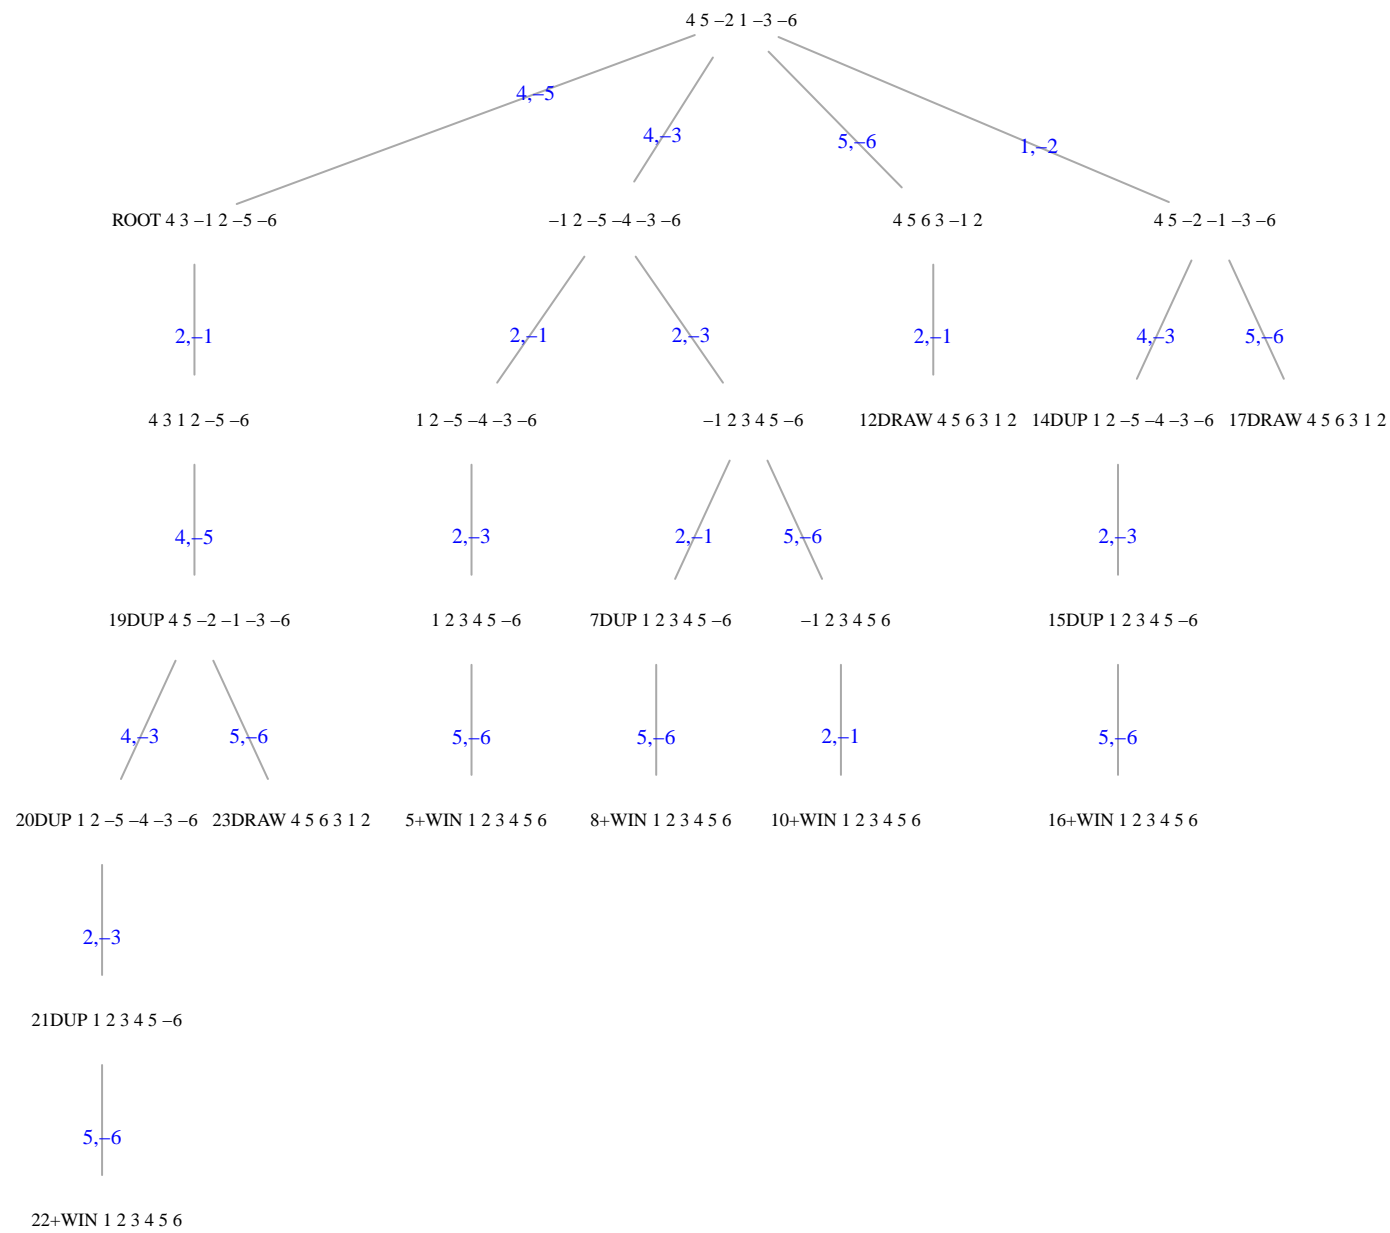 4 5 –2 1 –3 –6
4,–5
4,–3
5,–6
1,–2
ROOT 4 3 –1 2 –5 –6
–1 2 –5 –4 –3 –6
4 5 6 3 –1 2
4 5 –2 –1 –3 –6
2,–1
2,–1
2,–3
2,–1
4,–3
5,–6
4 3 1 2 –5 –6
1 2 –5 –4 –3 –6
–1 2 3 4 5 –6
12DRAW 4 5 6 3 1 2
14DUP 1 2 –5 –4 –3 –6
17DRAW 4 5 6 3 1 2
4,–5
2,–3
2,–1
5,–6
2,–3
19DUP 4 5 –2 –1 –3 –6
1 2 3 4 5 –6
7DUP 1 2 3 4 5 –6
–1 2 3 4 5 6
15DUP 1 2 3 4 5 –6
4,–3
5,–6
5,–6
5,–6
2,–1
5,–6
20DUP 1 2 –5 –4 –3 –6
23DRAW 4 5 6 3 1 2
5+WIN 1 2 3 4 5 6
8+WIN 1 2 3 4 5 6
10+WIN 1 2 3 4 5 6
16+WIN 1 2 3 4 5 6
2,–3
21DUP 1 2 3 4 5 –6
5,–6
22+WIN 1 2 3 4 5 6